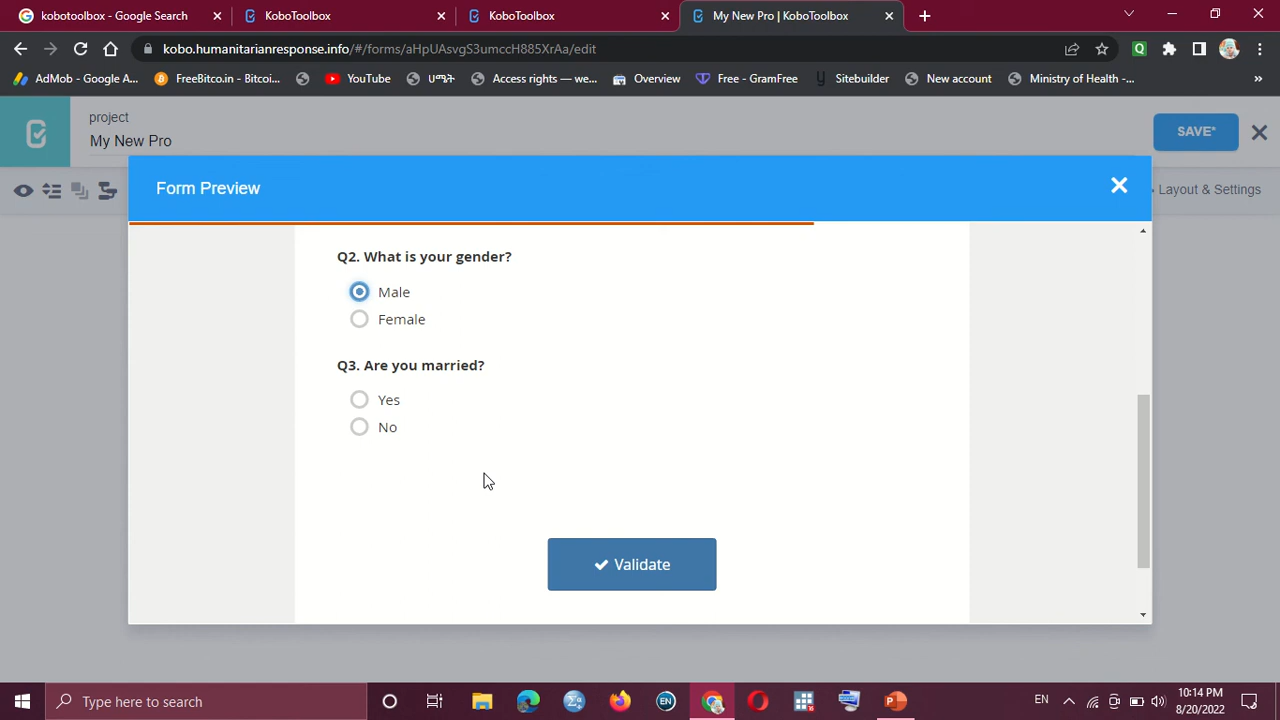 kobotoolbox - Google Search
KoboToolbox
KoboToolbox
My New Pro | KoboToolbox
kobo.humanitarianresponse.info/#/forms/aHpUAsvgS3umccH885XrAa/edit
AdMob - Google A...
FreeBitco.in - Bitcoi...
YouTube
ሀሜት
Access rights — we...
Overview
Free - GramFree
Sitebuilder
New account
Ministry of Health -...
»
project
My New Pro
SAVE*
Layout & Settings
Form Preview
Q2. What is your gender?
Male
Female
Q3. Are you married?
Yes
No
Validate
Type here to search
EN
EN
10:14 PM
8/20/2022